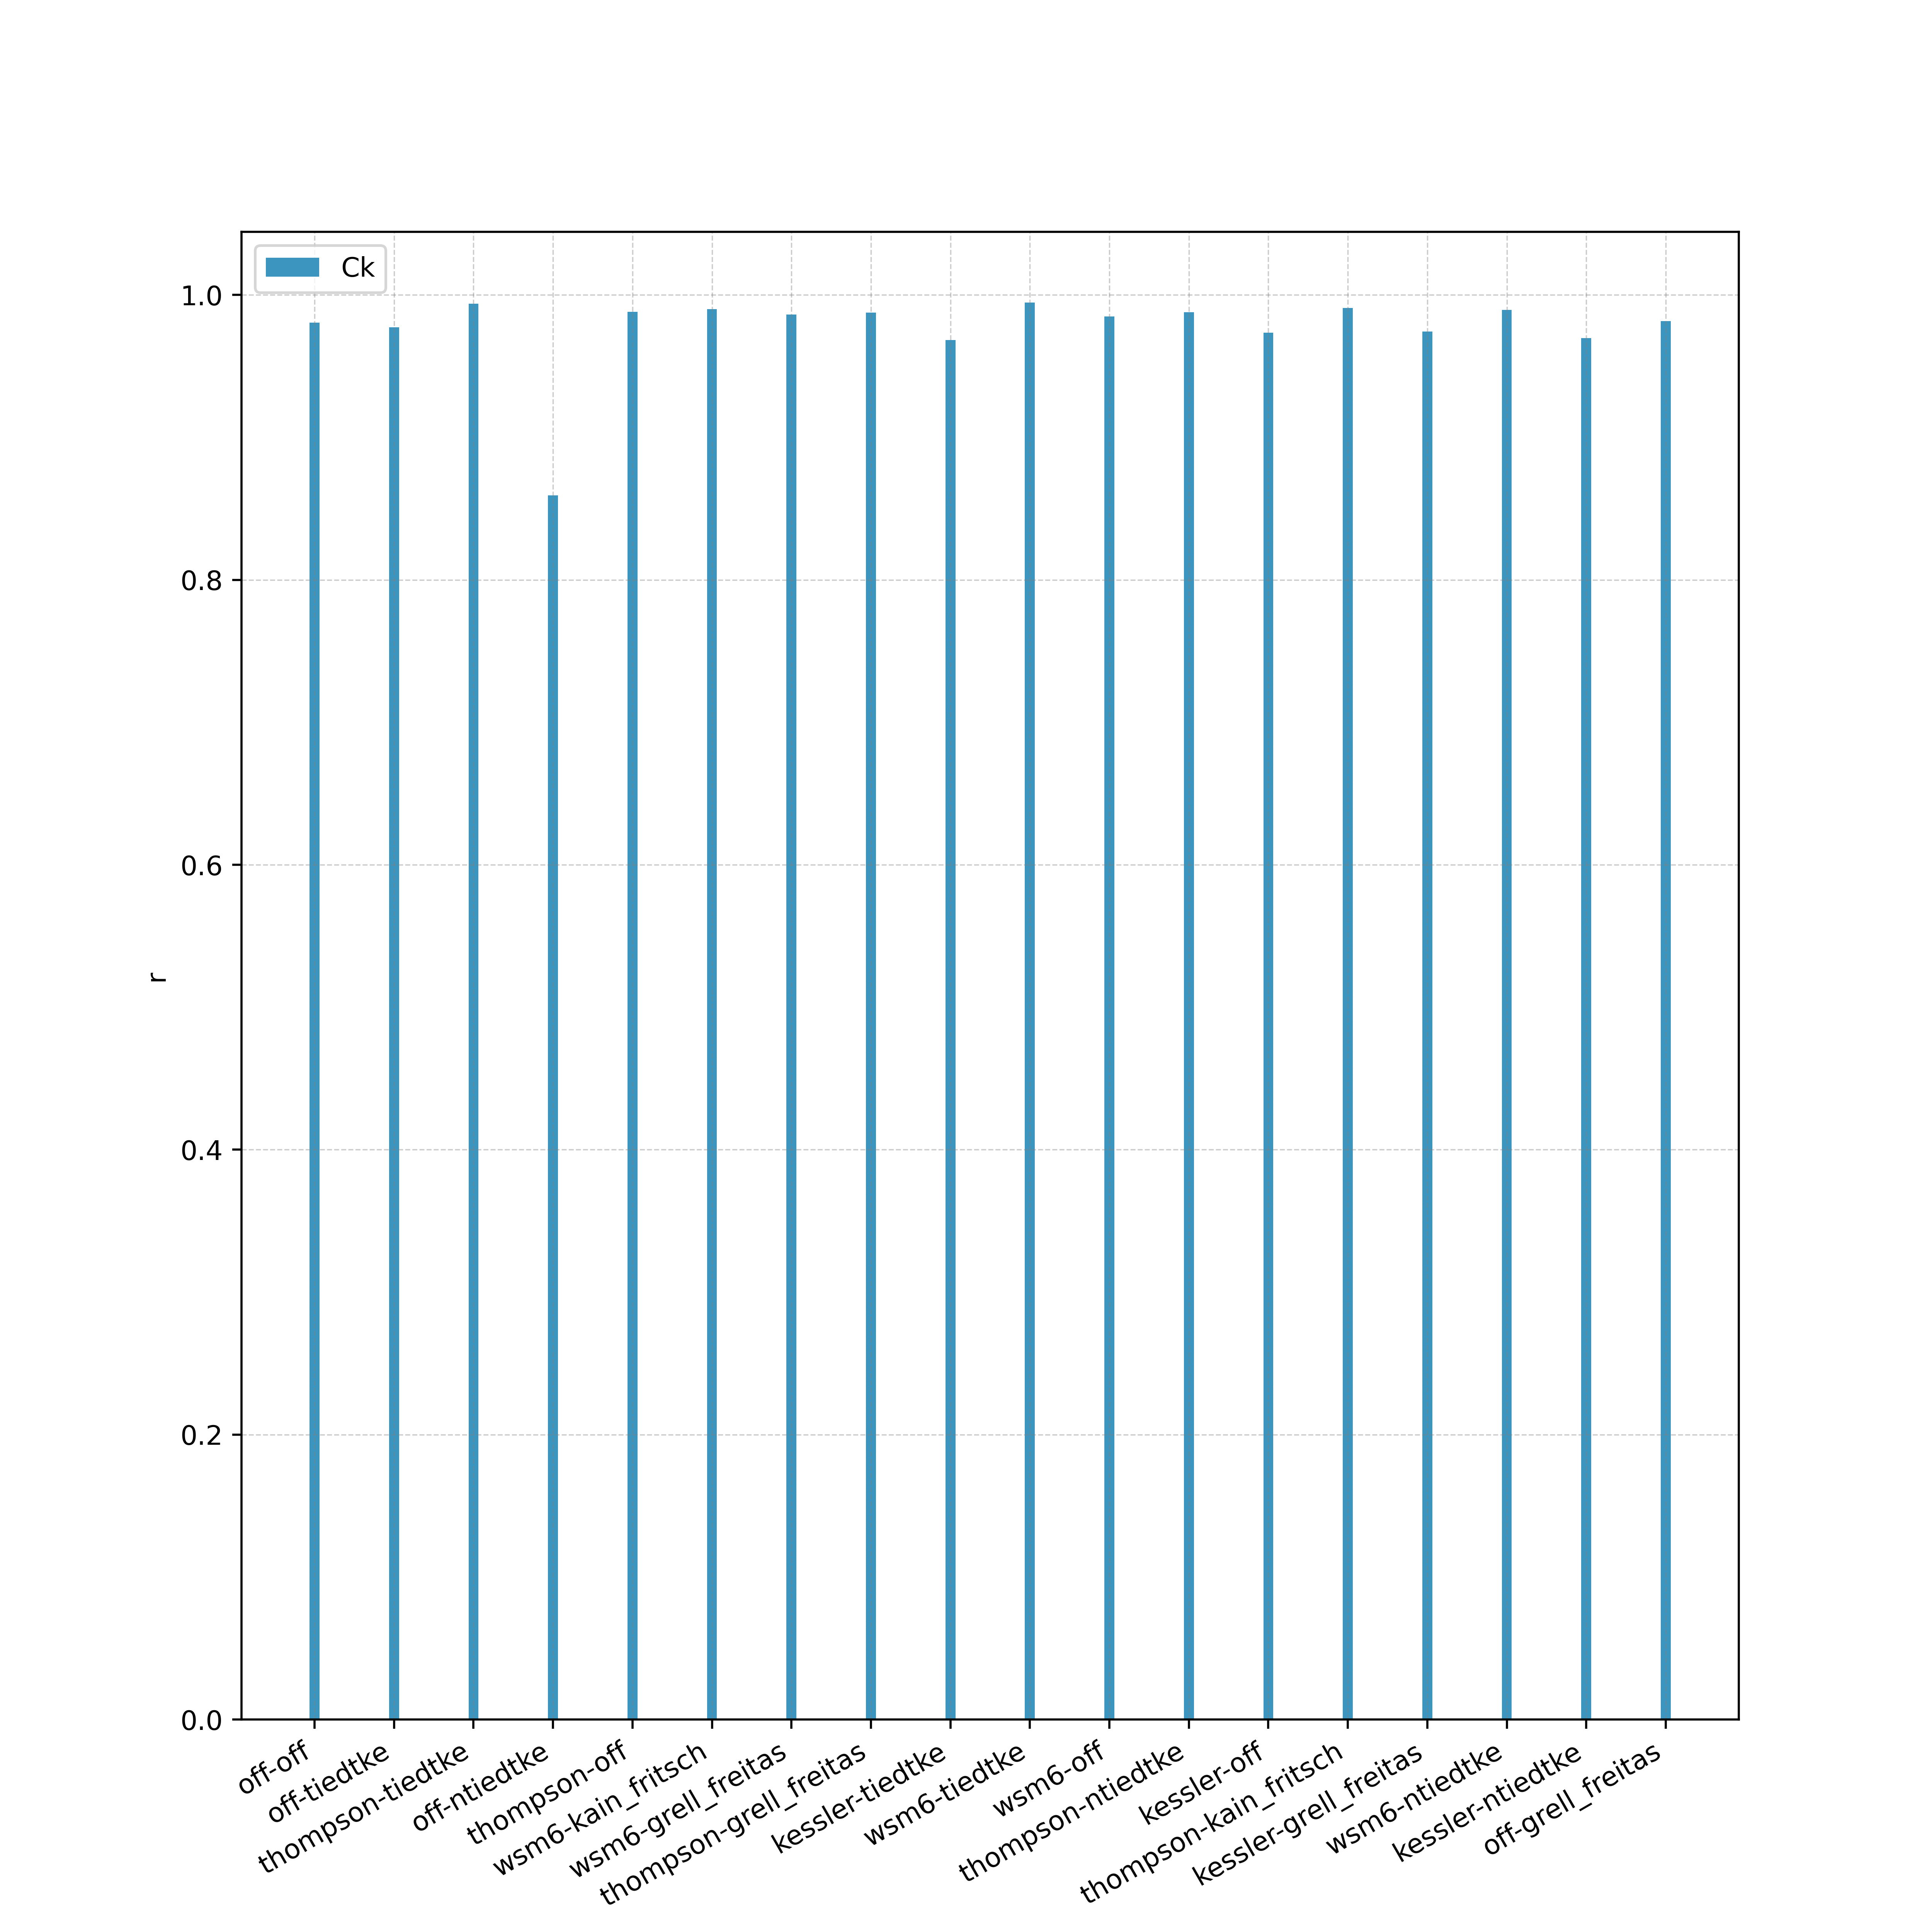 Ck
1.0
0.8
0.6
0.4
0.2
0.0
r
off-off
off-tiedtke
thompson-tiedtke
off-ntiedtke
thompson-off
wsm6-kain_fritsch
wsm6-grell_freitas
thompson-grell_freitas
kessler-tiedtke
wsm6-tiedtke
wsm6-off
thompson-ntiedtke
kessler-off
thompson-kain_fritsch
kessler-grell_freitas
wsm6-ntiedtke
kessler-ntiedtke
off-grell_freitas